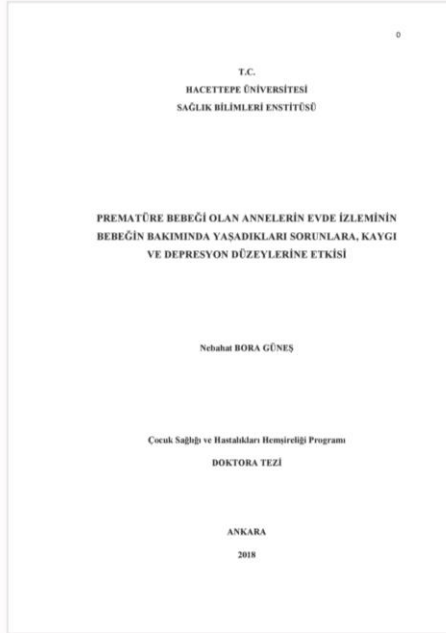 0
T.C.
HACETTEPE ÜNİVERSİTESİ
SAĞLIK BİLİMLERİ ENSTİTÜSÜ
PREMATÜRE BEBEĞİ OLAN ANNELERİN EVDE İZLEMİNİN
BEBEĞİN BAKIMINDA YAŞADIKLARI SORUNLARA, KAYGI
VE DEPRESYON DÜZEYLERİNE ETKİSİ
Nebahat BORA GÜNEŞ
Çocuk Sağlığı ve Hastalıkları Hemşireliği Programı
DOKTORA TEZİ
ANKARA
2018